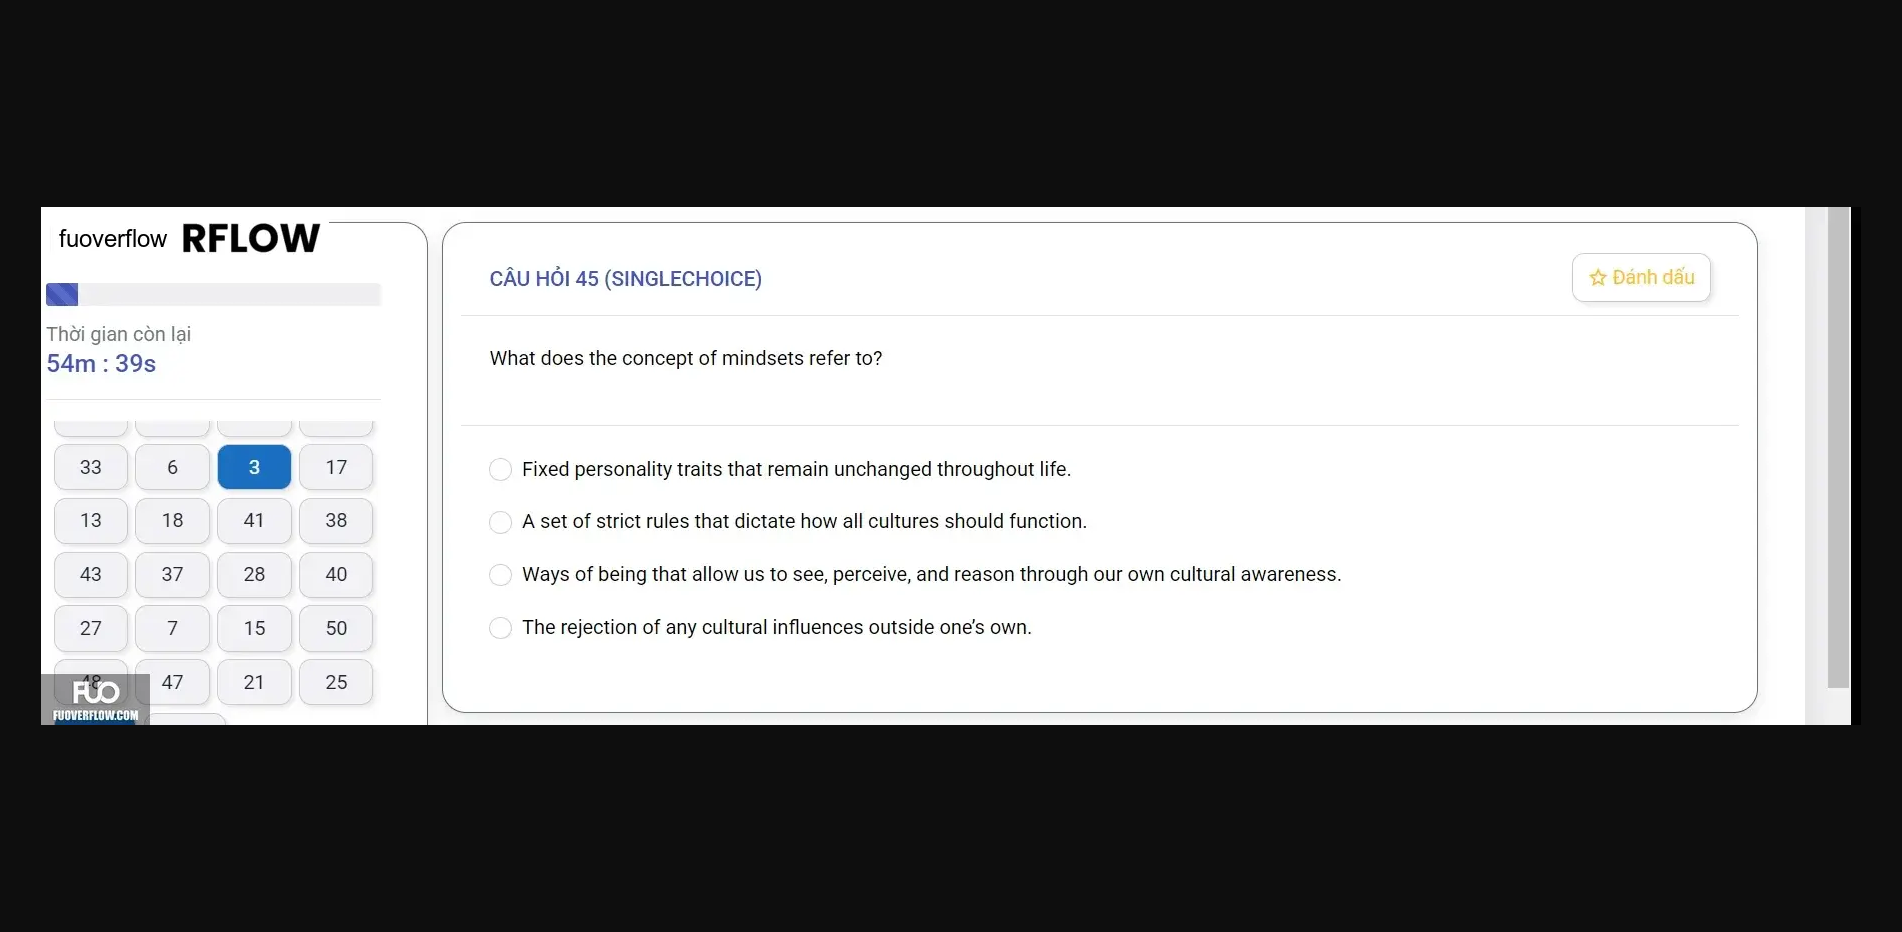 fuoverflow RFLOW
Thời gian còn lại
54m : 39s
33 6 3 17
13 18 41 38
43 37 28 40
27 7 15 50
48 47 21 25
FUO
FUOVERFLOW.COM
CÂU HỎI 45 (SINGLECHOICE)
Đánh dấu
What does the concept of mindsets refer to?
Fixed personality traits that remain unchanged throughout life.
A set of strict rules that dictate how all cultures should function.
Ways of being that allow us to see, perceive, and reason through our own cultural awareness.
The rejection of any cultural influences outside one’s own.